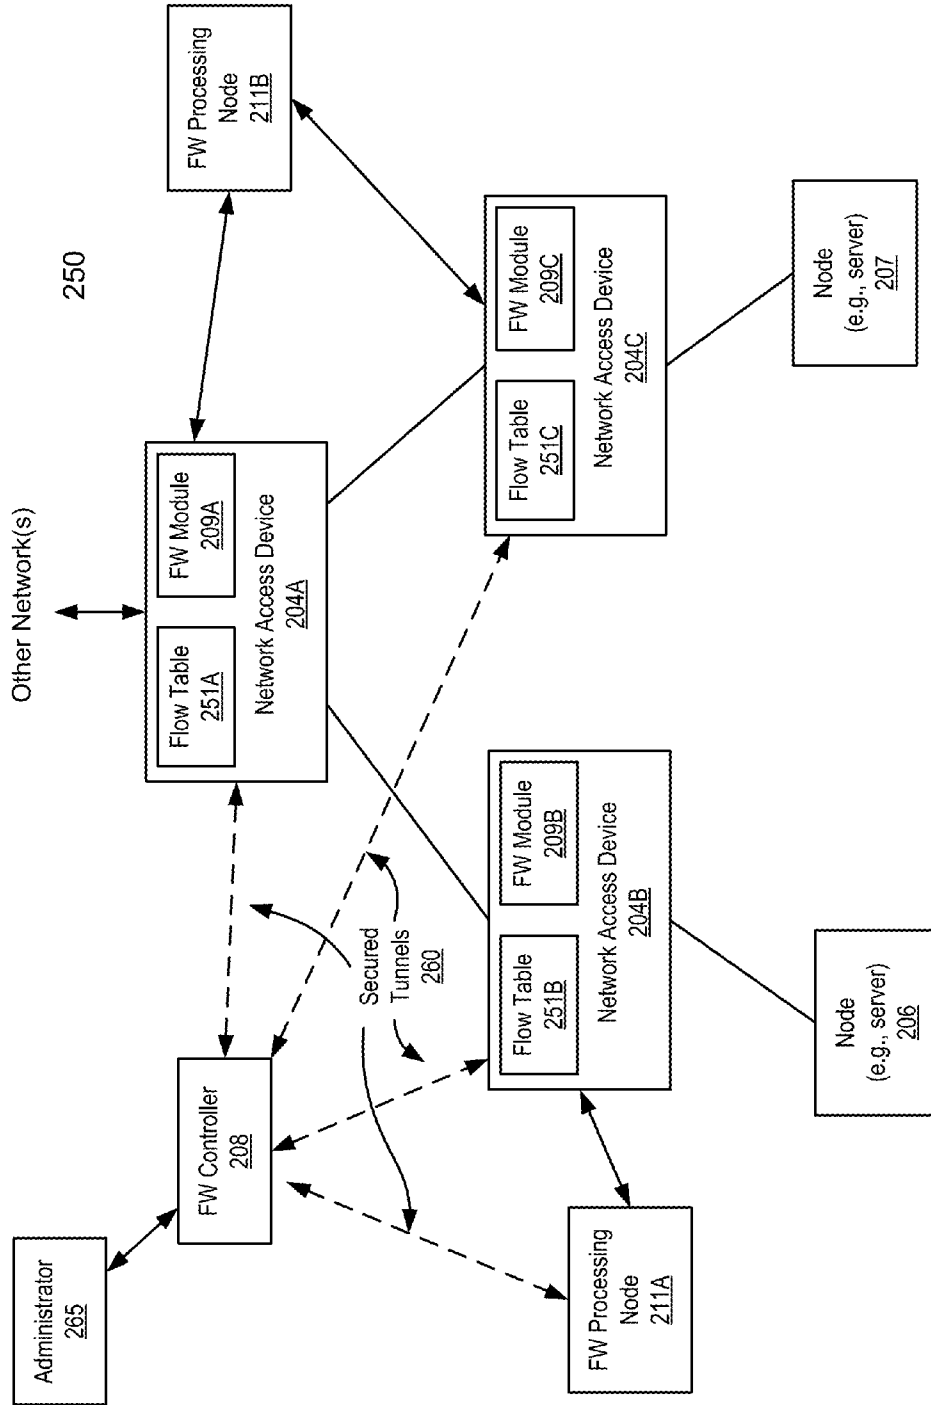 Other Network(s)
250
Administrator
265
FW Controller
208
Flow Table
251A
FW Module
209A
Network Access Device
204A
FW Processing
Node
211B
Secured
Tunnels
260
Flow Table
251B
FW Module
209B
Network Access Device
204B
Flow Table
251C
FW Module
209C
Network Access Device
204C
FW Processing
Node
211A
Node
(e.g., server)
206
Node
(e.g., server)
207